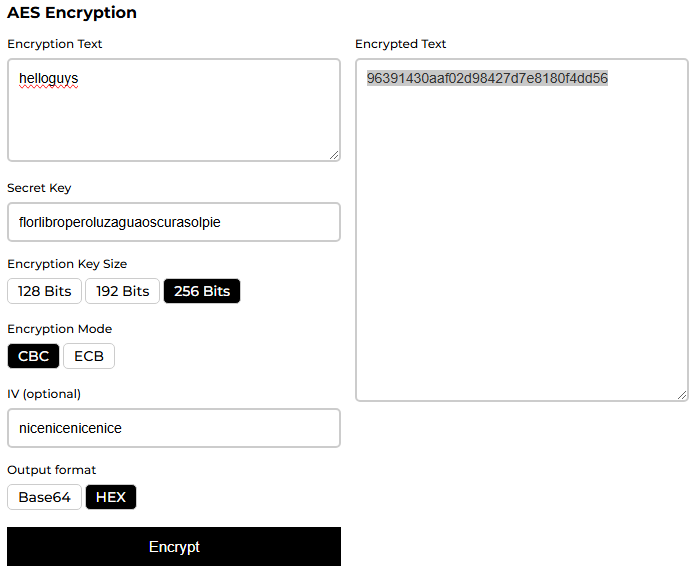 AES Encryption
Encryption Text
helloguys
Secret Key
florlibroperoluzaguaoscurasolpie
Encryption Key Size
128 Bits 192 Bits 256 Bits
Encryption Mode
CBC ECB
IV (optional)
nicenicenicenice
Output format
Base64 HEX
Encrypt
Encrypted Text
96391430aaf02d98427d7e8180f4dd56